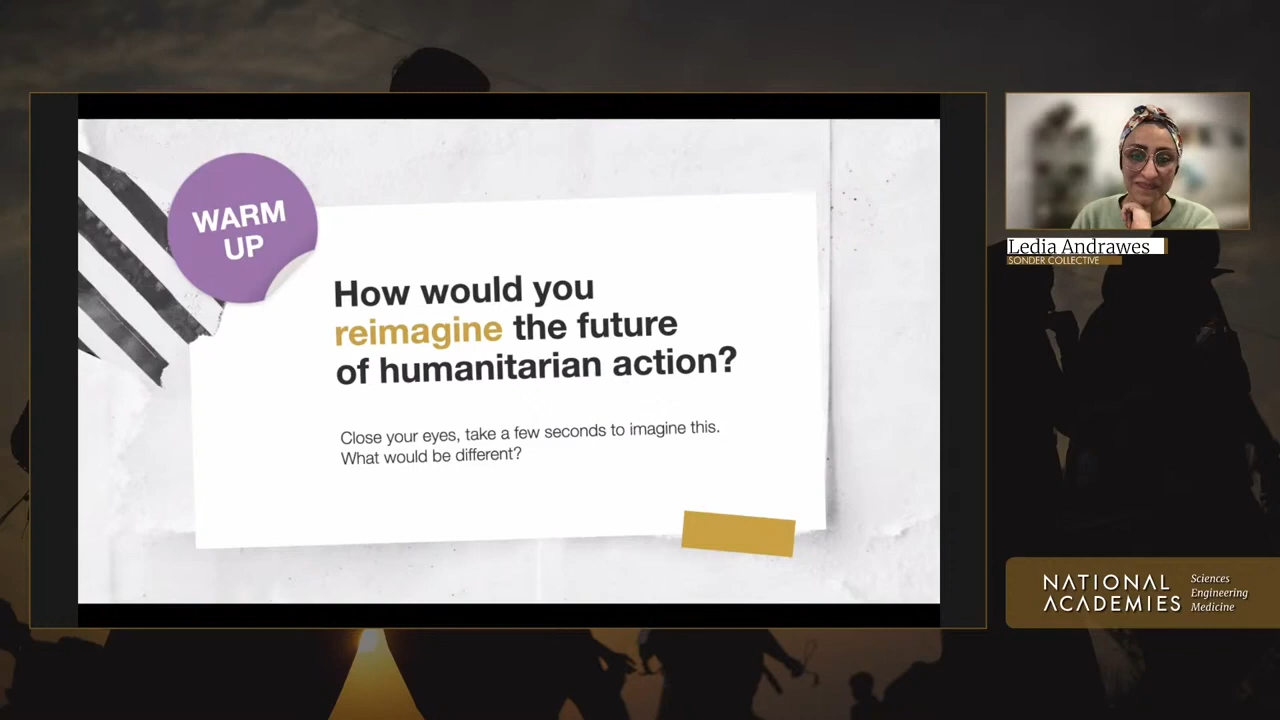 WARM
UP
How would you
reimagine the future
of humanitarian action?
Close your eyes, take a few seconds to imagine this.
What would be different?
Ledia Andrawes
SONDER COLLECTIVE
NATIONAL
ACADEMIES
Sciences
Engineering
Medicine